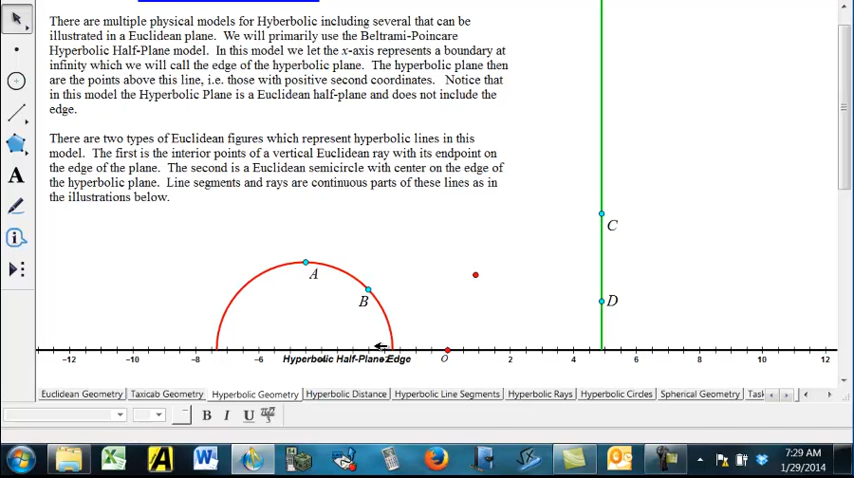 There are multiple physical models for Hyberbolic including several that can be
illustrated in a Euclidean plane. We will primarily use the Beltrami-Poincare
Hyperbolic Half-Plane model. In this model we let the x-axis represents a boundary at
infinity which we will call the edge of the hyperbolic plane. The hyperbolic plane then
are the points above this line, i.e. those with positive second coordinates. Notice that
in this model the Hyperbolic Plane is a Euclidean half-plane and does not include the
edge.
There are two types of Euclidean figures which represent hyperbolic lines in this
model. The first is the interior points of a vertical Euclidean ray with its endpoint on
the edge of the plane. The second is a Euclidean semicircle with center on the edge of
the hyperbolic plane. Line segments and rays are continuous parts of these lines as in
the illustrations below.
C
A
B
D
-12 -10 -8 -6 O 2 4 6 8 10 12
Hyperbolic Half-Plane Edge
Euclidean Geometry Taxicab Geometry Hyperbolic Geometry Hyperbolic Distance Hyperbolic Line Segments Hyperbolic Rays Hyperbolic Circles Spherical Geometry Task
B I U
7:29 AM
1/29/2014